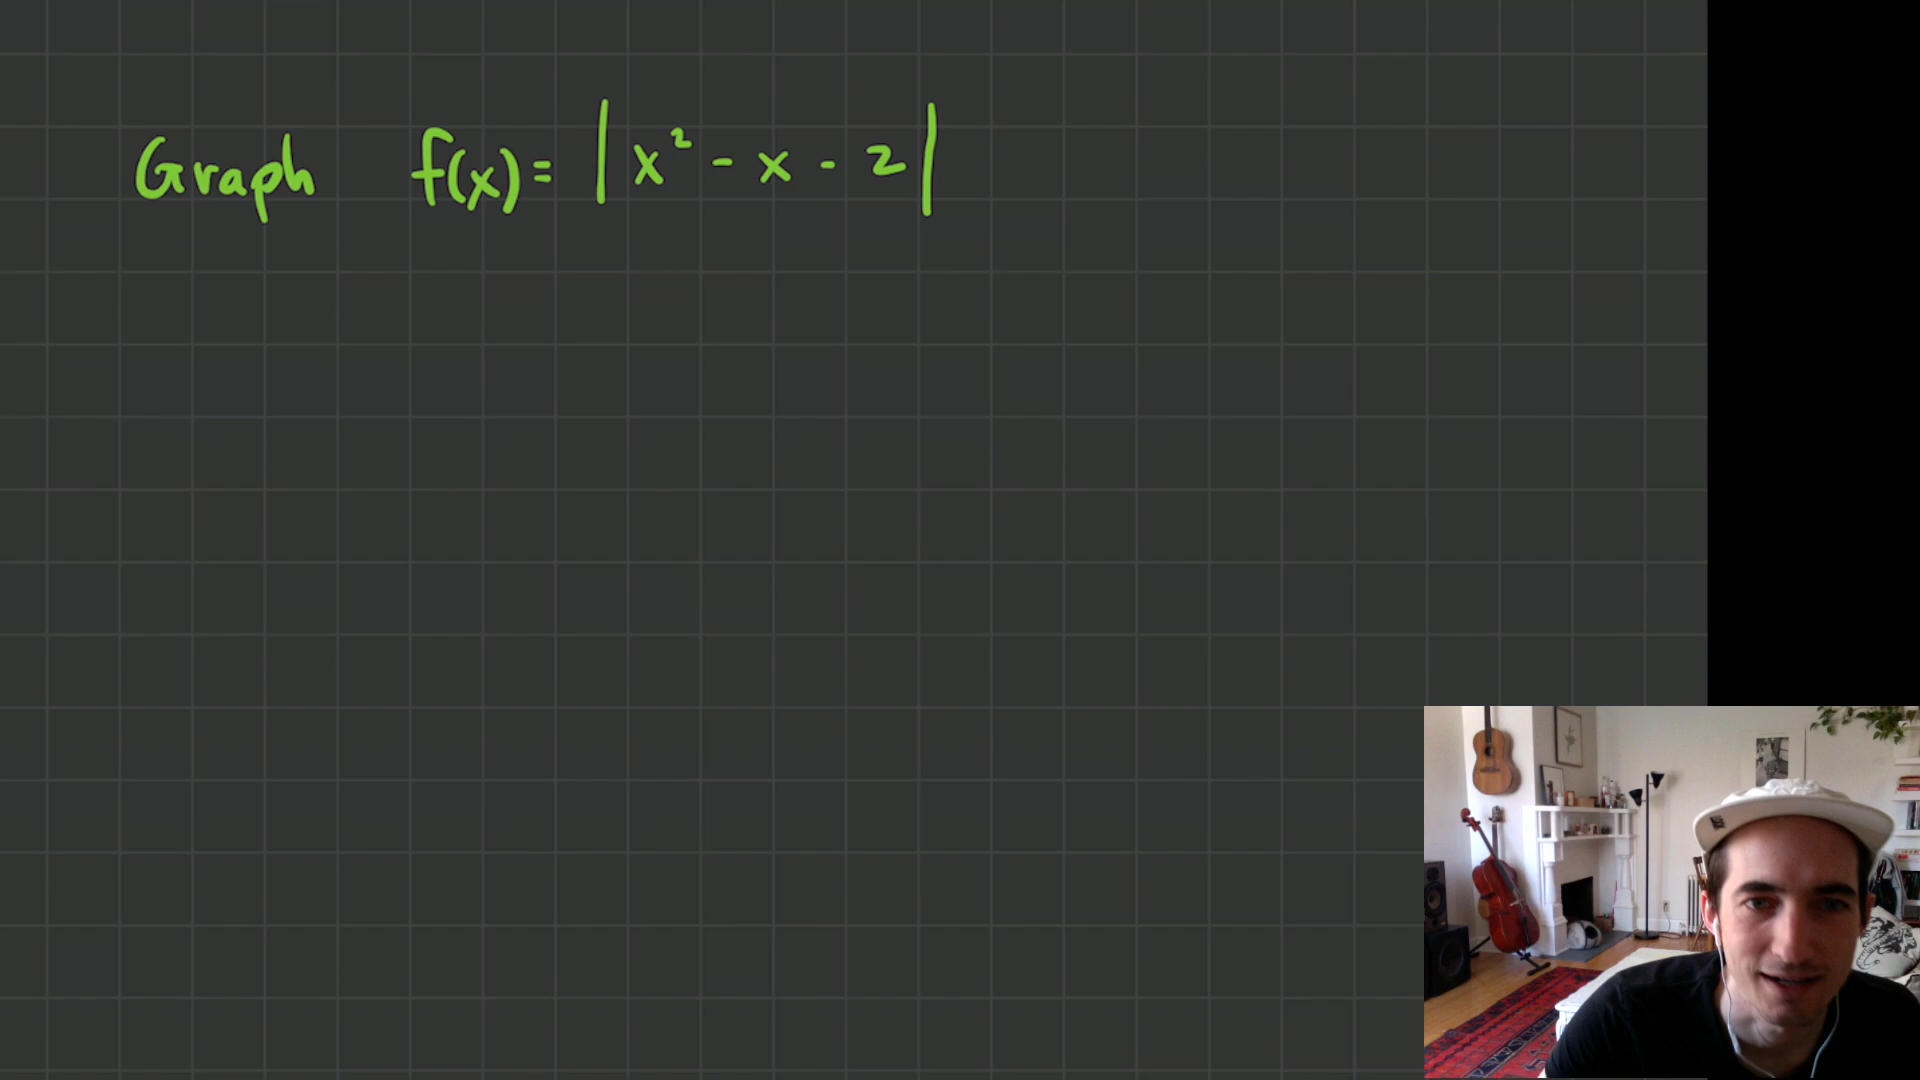 Graph f(x) = | x² - x - 2 |